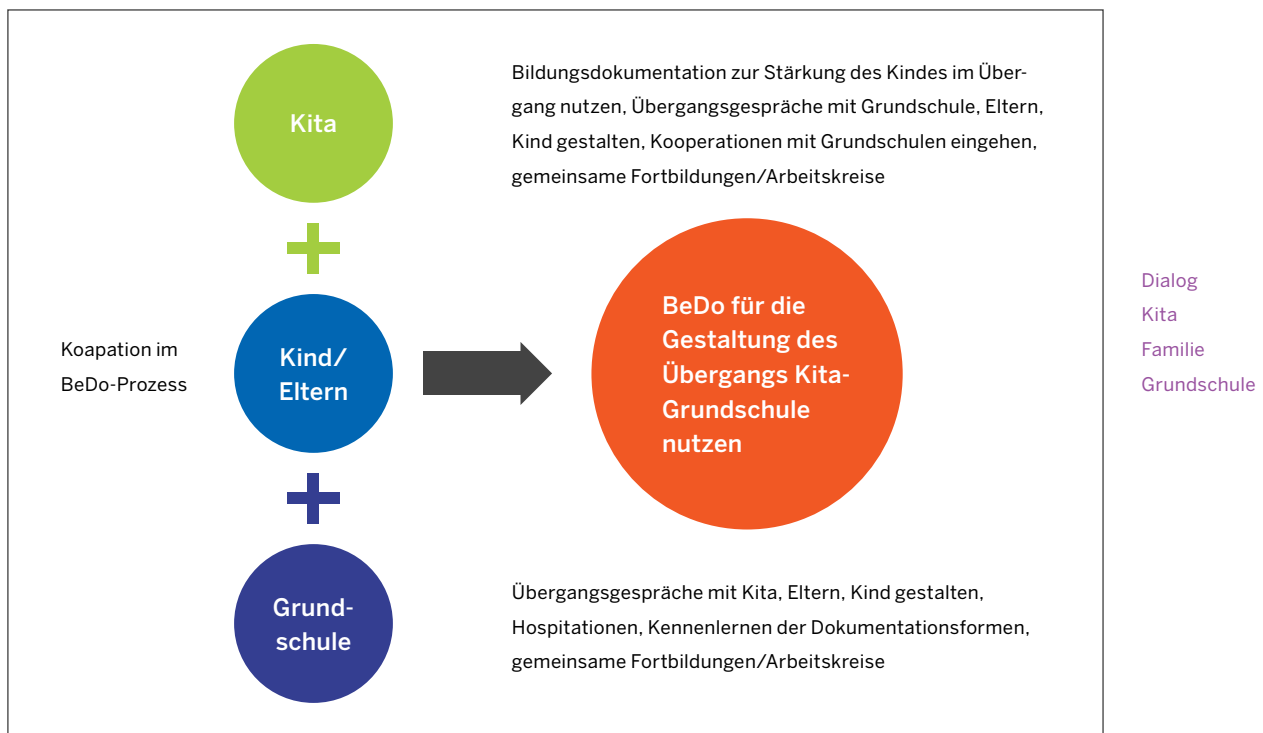 Kita
Bildungsdokumentation zur Stärkung des Kindes im Über-
gang nutzen, Übergangsgespräche mit Grundschule, Eltern,
Kind gestalten, Kooperationen mit Grundschulen eingehen,
gemeinsame Fortbildungen/Arbeitskreise
Koapation im
BeDo-Prozess
Kind/
Eltern
BeDo für die
Gestaltung des
Übergangs Kita-
Grundschule
nutzen
Dialog
Kita
Familie
Grundschule
Grund-
schule
Übergangsgespräche mit Kita, Eltern, Kind gestalten,
Hospitationen, Kennenlernen der Dokumentationsformen,
gemeinsame Fortbildungen/Arbeitskreise